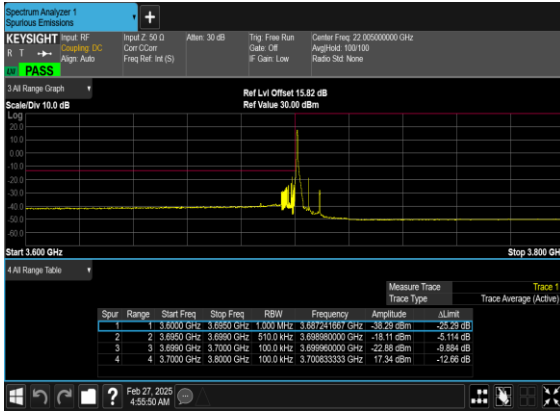 Spectrum Analyzer 1
Spurious Emissions
+
KEYSIGHT Input: RF Input Z: 50 Ω Atten: 30 dB Trig: Free Run Center Freq: 22.005000000 GHz
R T Coupling: DC Corr CCorr Gate: Off Avg|Hold: 100/100
Align: Auto Freq Ref: Int (S) IF Gain: Low Radio Std: None
PASS
3 All Range Graph
Ref Lvl Offset 15.82 dB
Scale/Div 10.0 dB Ref Value 30.00 dBm
Log
20.0
10.0
0.00
-10.0
-20.0
-30.0
-40.0
-50.0
-60.0
Start 3.600 GHz Stop 3.800 GH
4 All Range Table
Measure Trace Trace 1
Trace Type Trace Average (Active)
Spur Range Start Freq Stop Freq RBW Frequency Amplitude ΔLimit
1 1 3.6000 GHz 3.6950 GHz 1.000 MHz 3.687241667 GHz -38.29 dBm -25.29 dB
2 2 3.6950 GHz 3.6990 GHz 510.0 kHz 3.698980000 GHz -18.11 dBm -5.114 dB
3 3 3.6990 GHz 3.7000 GHz 100.0 kHz 3.699960000 GHz -22.88 dBm -9.884 dB
4 4 3.7000 GHz 3.8000 GHz 100.0 kHz 3.700833333 GHz 17.34 dBm -12.66 dB
? Feb 27, 2025
4:55:50 AM